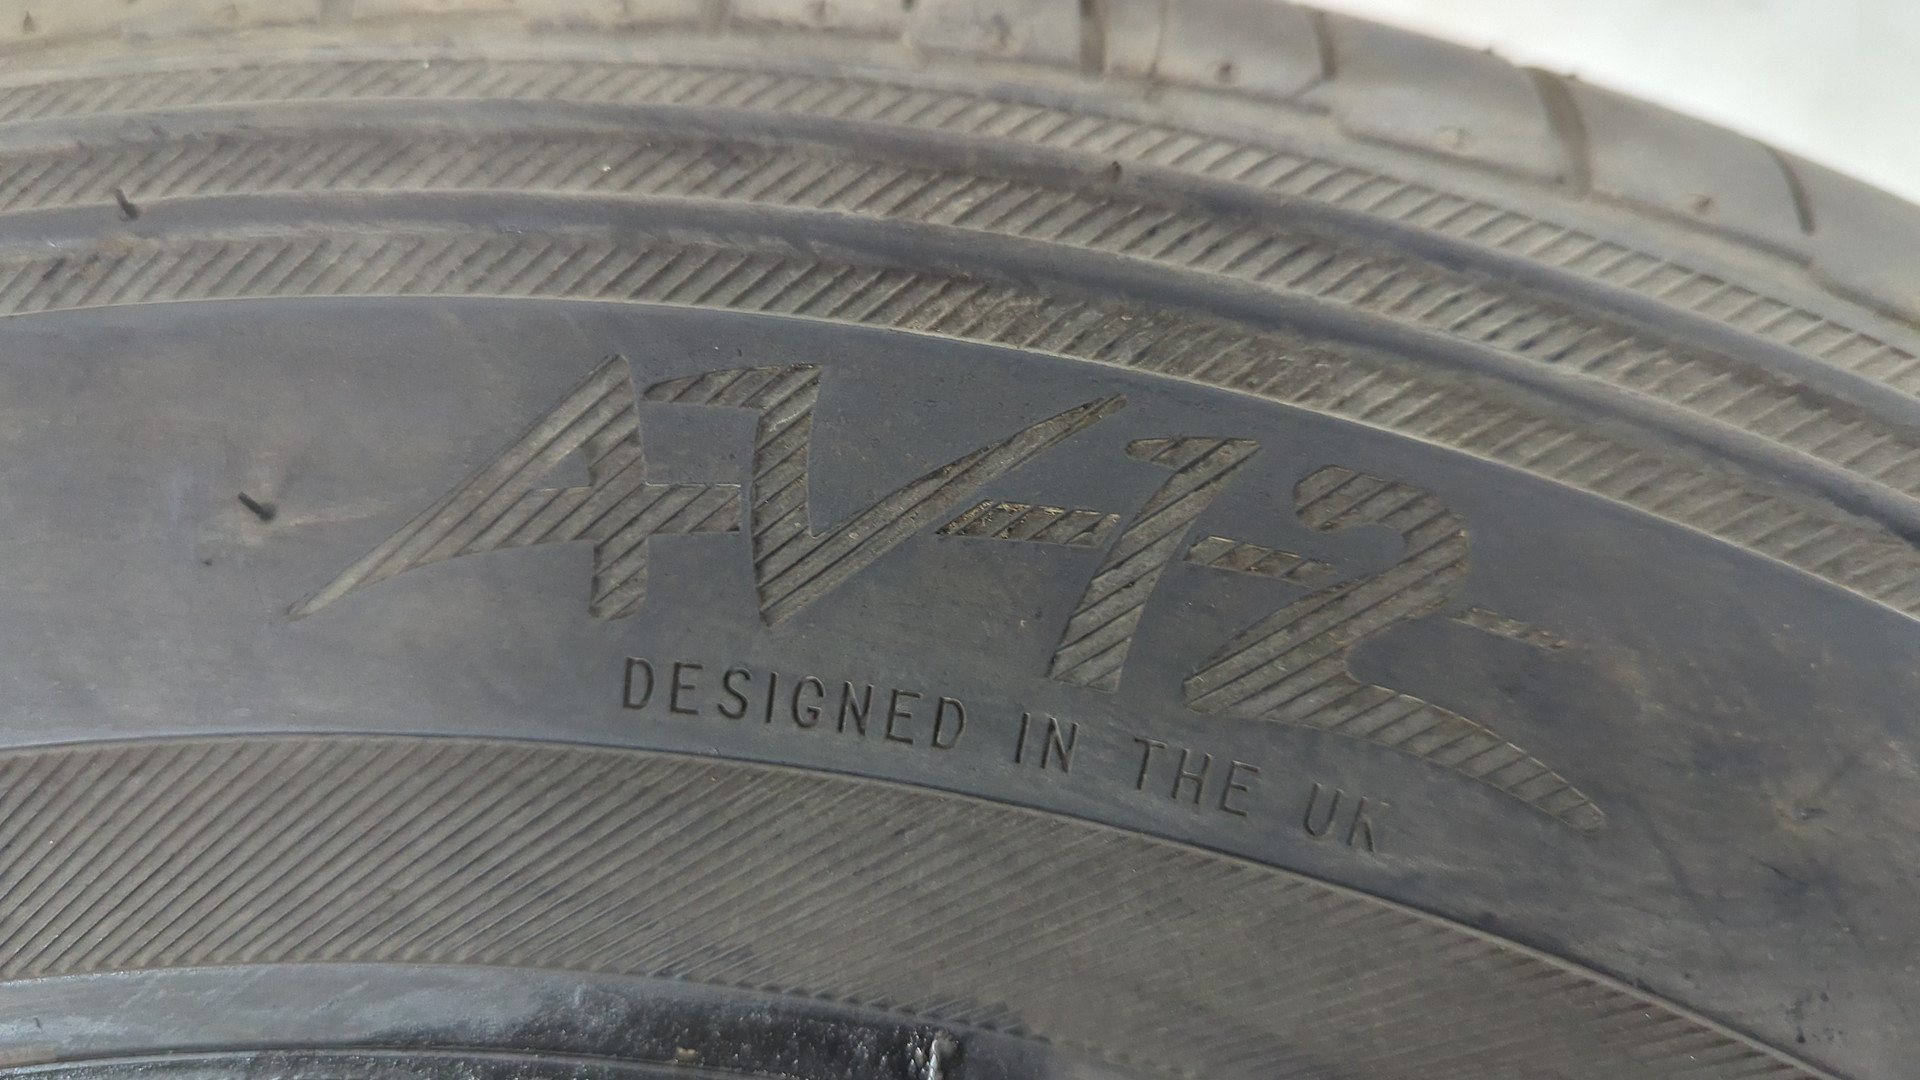 AV-12
DESIGNED IN THE UK